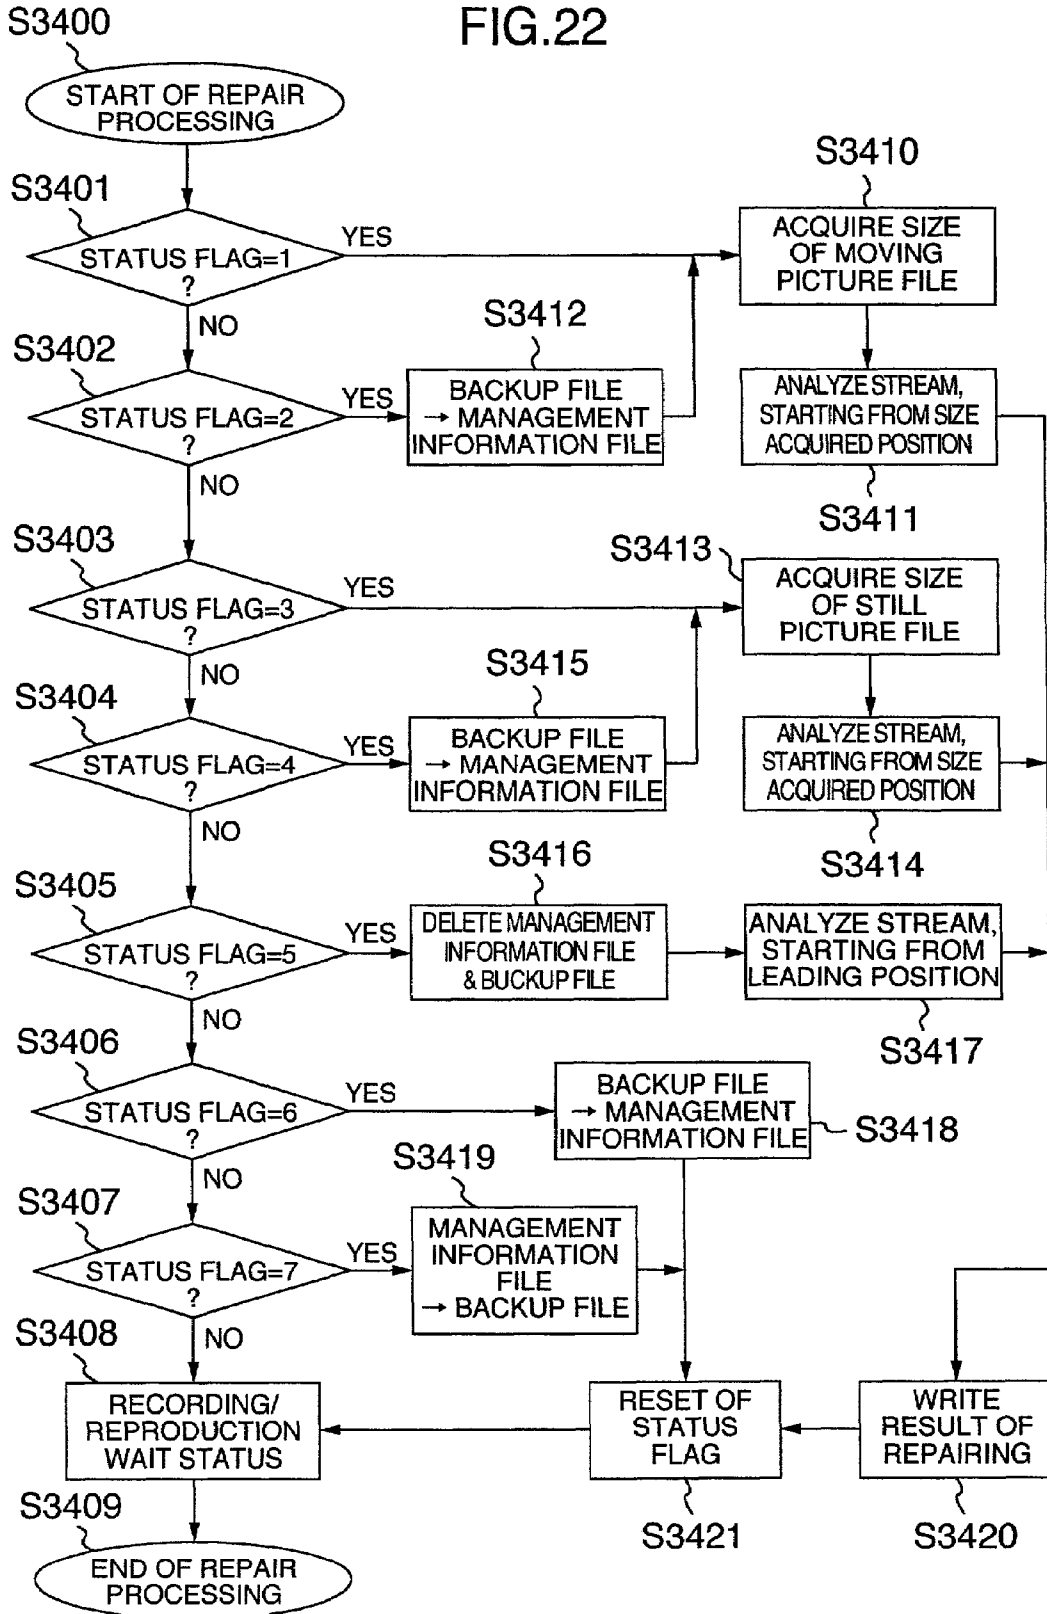 FIG.22
S3400
START OF REPAIR
PROCESSING
S3401
STATUS FLAG=1
?
YES
NO
S3410
ACQUIRE SIZE
OF MOVING
PICTURE FILE
S3402
STATUS FLAG=2
?
YES
NO
S3412
BACKUP FILE
→ MANAGEMENT
INFORMATION FILE
ANALYZE STREAM,
STARTING FROM SIZE
ACQUIRED POSITION
S3411
S3403
STATUS FLAG=3
?
YES
NO
S3413
ACQUIRE SIZE
OF STILL
PICTURE FILE
S3404
STATUS FLAG=4
?
YES
NO
S3415
BACKUP FILE
→ MANAGEMENT
INFORMATION FILE
ANALYZE STREAM,
STARTING FROM SIZE
ACQUIRED POSITION
S3414
S3405
STATUS FLAG=5
?
YES
NO
S3416
DELETE MANAGEMENT
INFORMATION FILE
& BUCKUP FILE
ANALYZE STREAM,
STARTING FROM
LEADING POSITION
S3417
S3406
STATUS FLAG=6
?
YES
NO
BACKUP FILE
→ MANAGEMENT
INFORMATION FILE
S3418
S3407
STATUS FLAG=7
?
YES
NO
S3419
MANAGEMENT
INFORMATION
FILE
→ BACKUP FILE
S3408
RECORDING/
REPRODUCTION
WAIT STATUS
RESET OF
STATUS
FLAG
S3421
WRITE
RESULT OF
REPAIRING
S3420
S3409
END OF REPAIR
PROCESSING